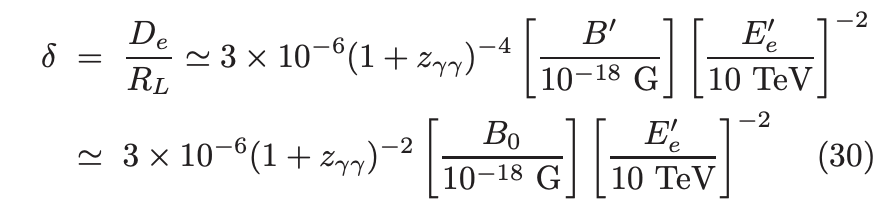 δ = D_e/R_L ≃ 3 × 10^{−6}(1 + z_{γγ})^{−4} [B′/10^{−18} G] [E′_e/10 TeV]^{−2}
≃ 3 × 10^{−6}(1 + z_{γγ})^{−2} [B_0/10^{−18} G] [E′_e/10 TeV]^{−2} (30)